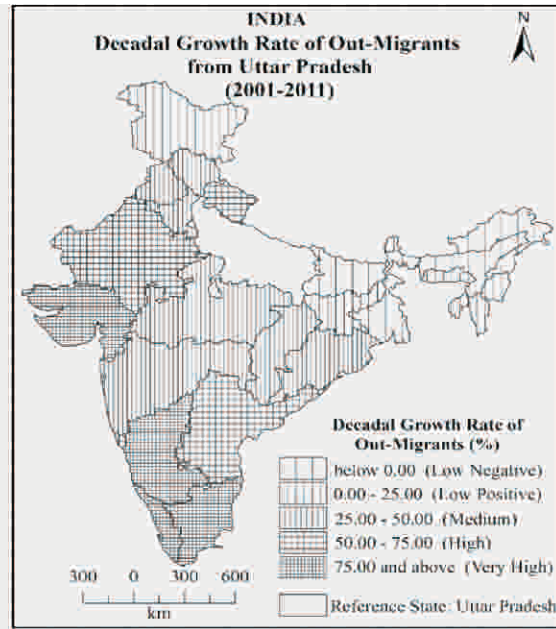 INDIA
Decadal Growth Rate of Out-Migrants
from Uttar Pradesh
(2001-2011)
N
Decadal Growth Rate of
Out-Migrants (%)
below 0.00 (Low Negative)
0.00 - 25.00 (Low Positive)
25.00 - 50.00 (Medium)
50.00 - 75.00 (High)
75.00 and above (Very High)
Reference State: Uttar Pradesh
300 0 300 600
km